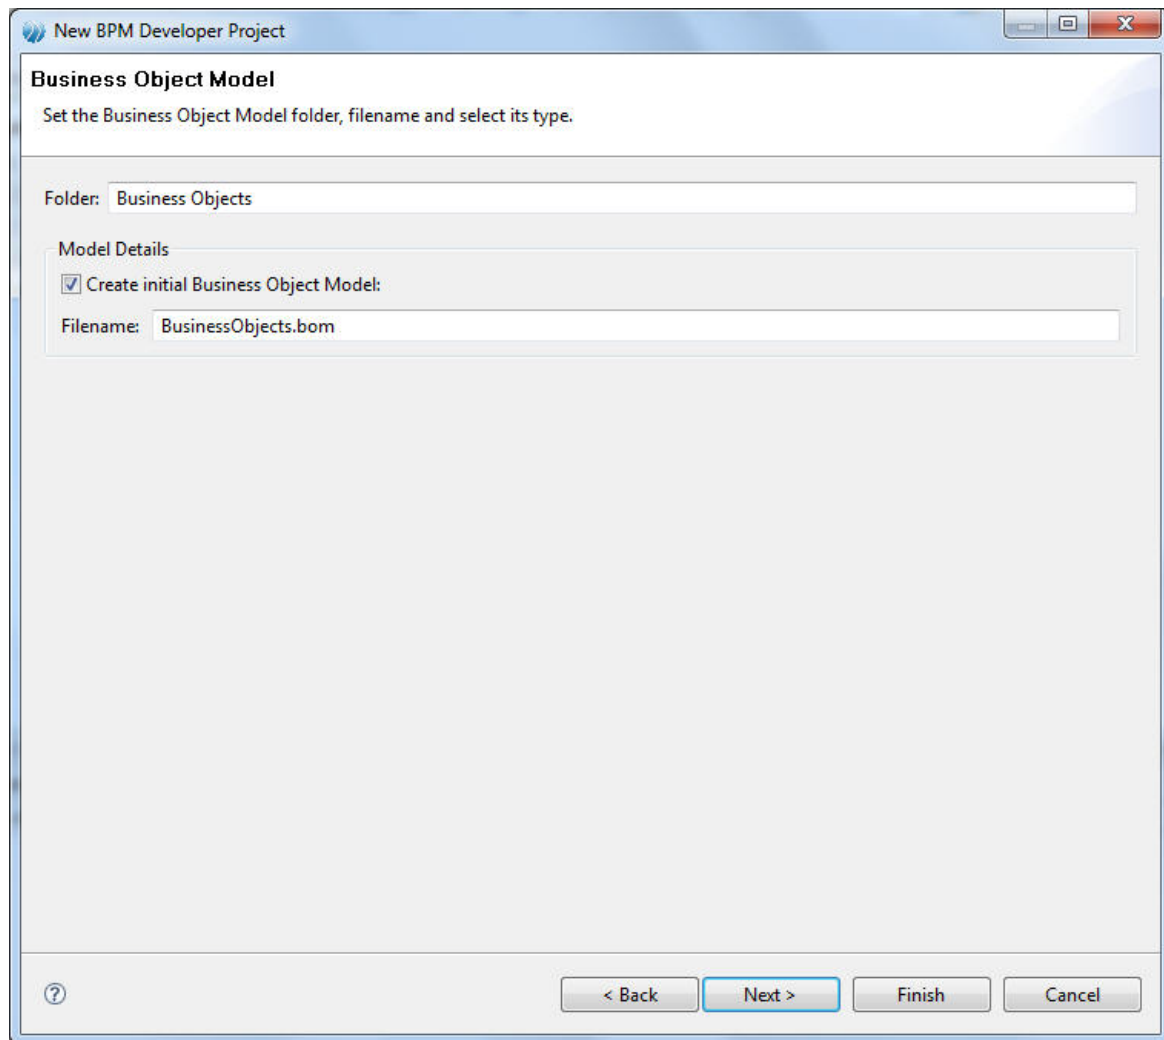 New BPM Developer Project
Business Object Model
Set the Business Object Model folder, filename and select its type.
Folder: Business Objects
Model Details
Create initial Business Object Model:
Filename: BusinessObjects.bom
< Back Next > Finish Cancel